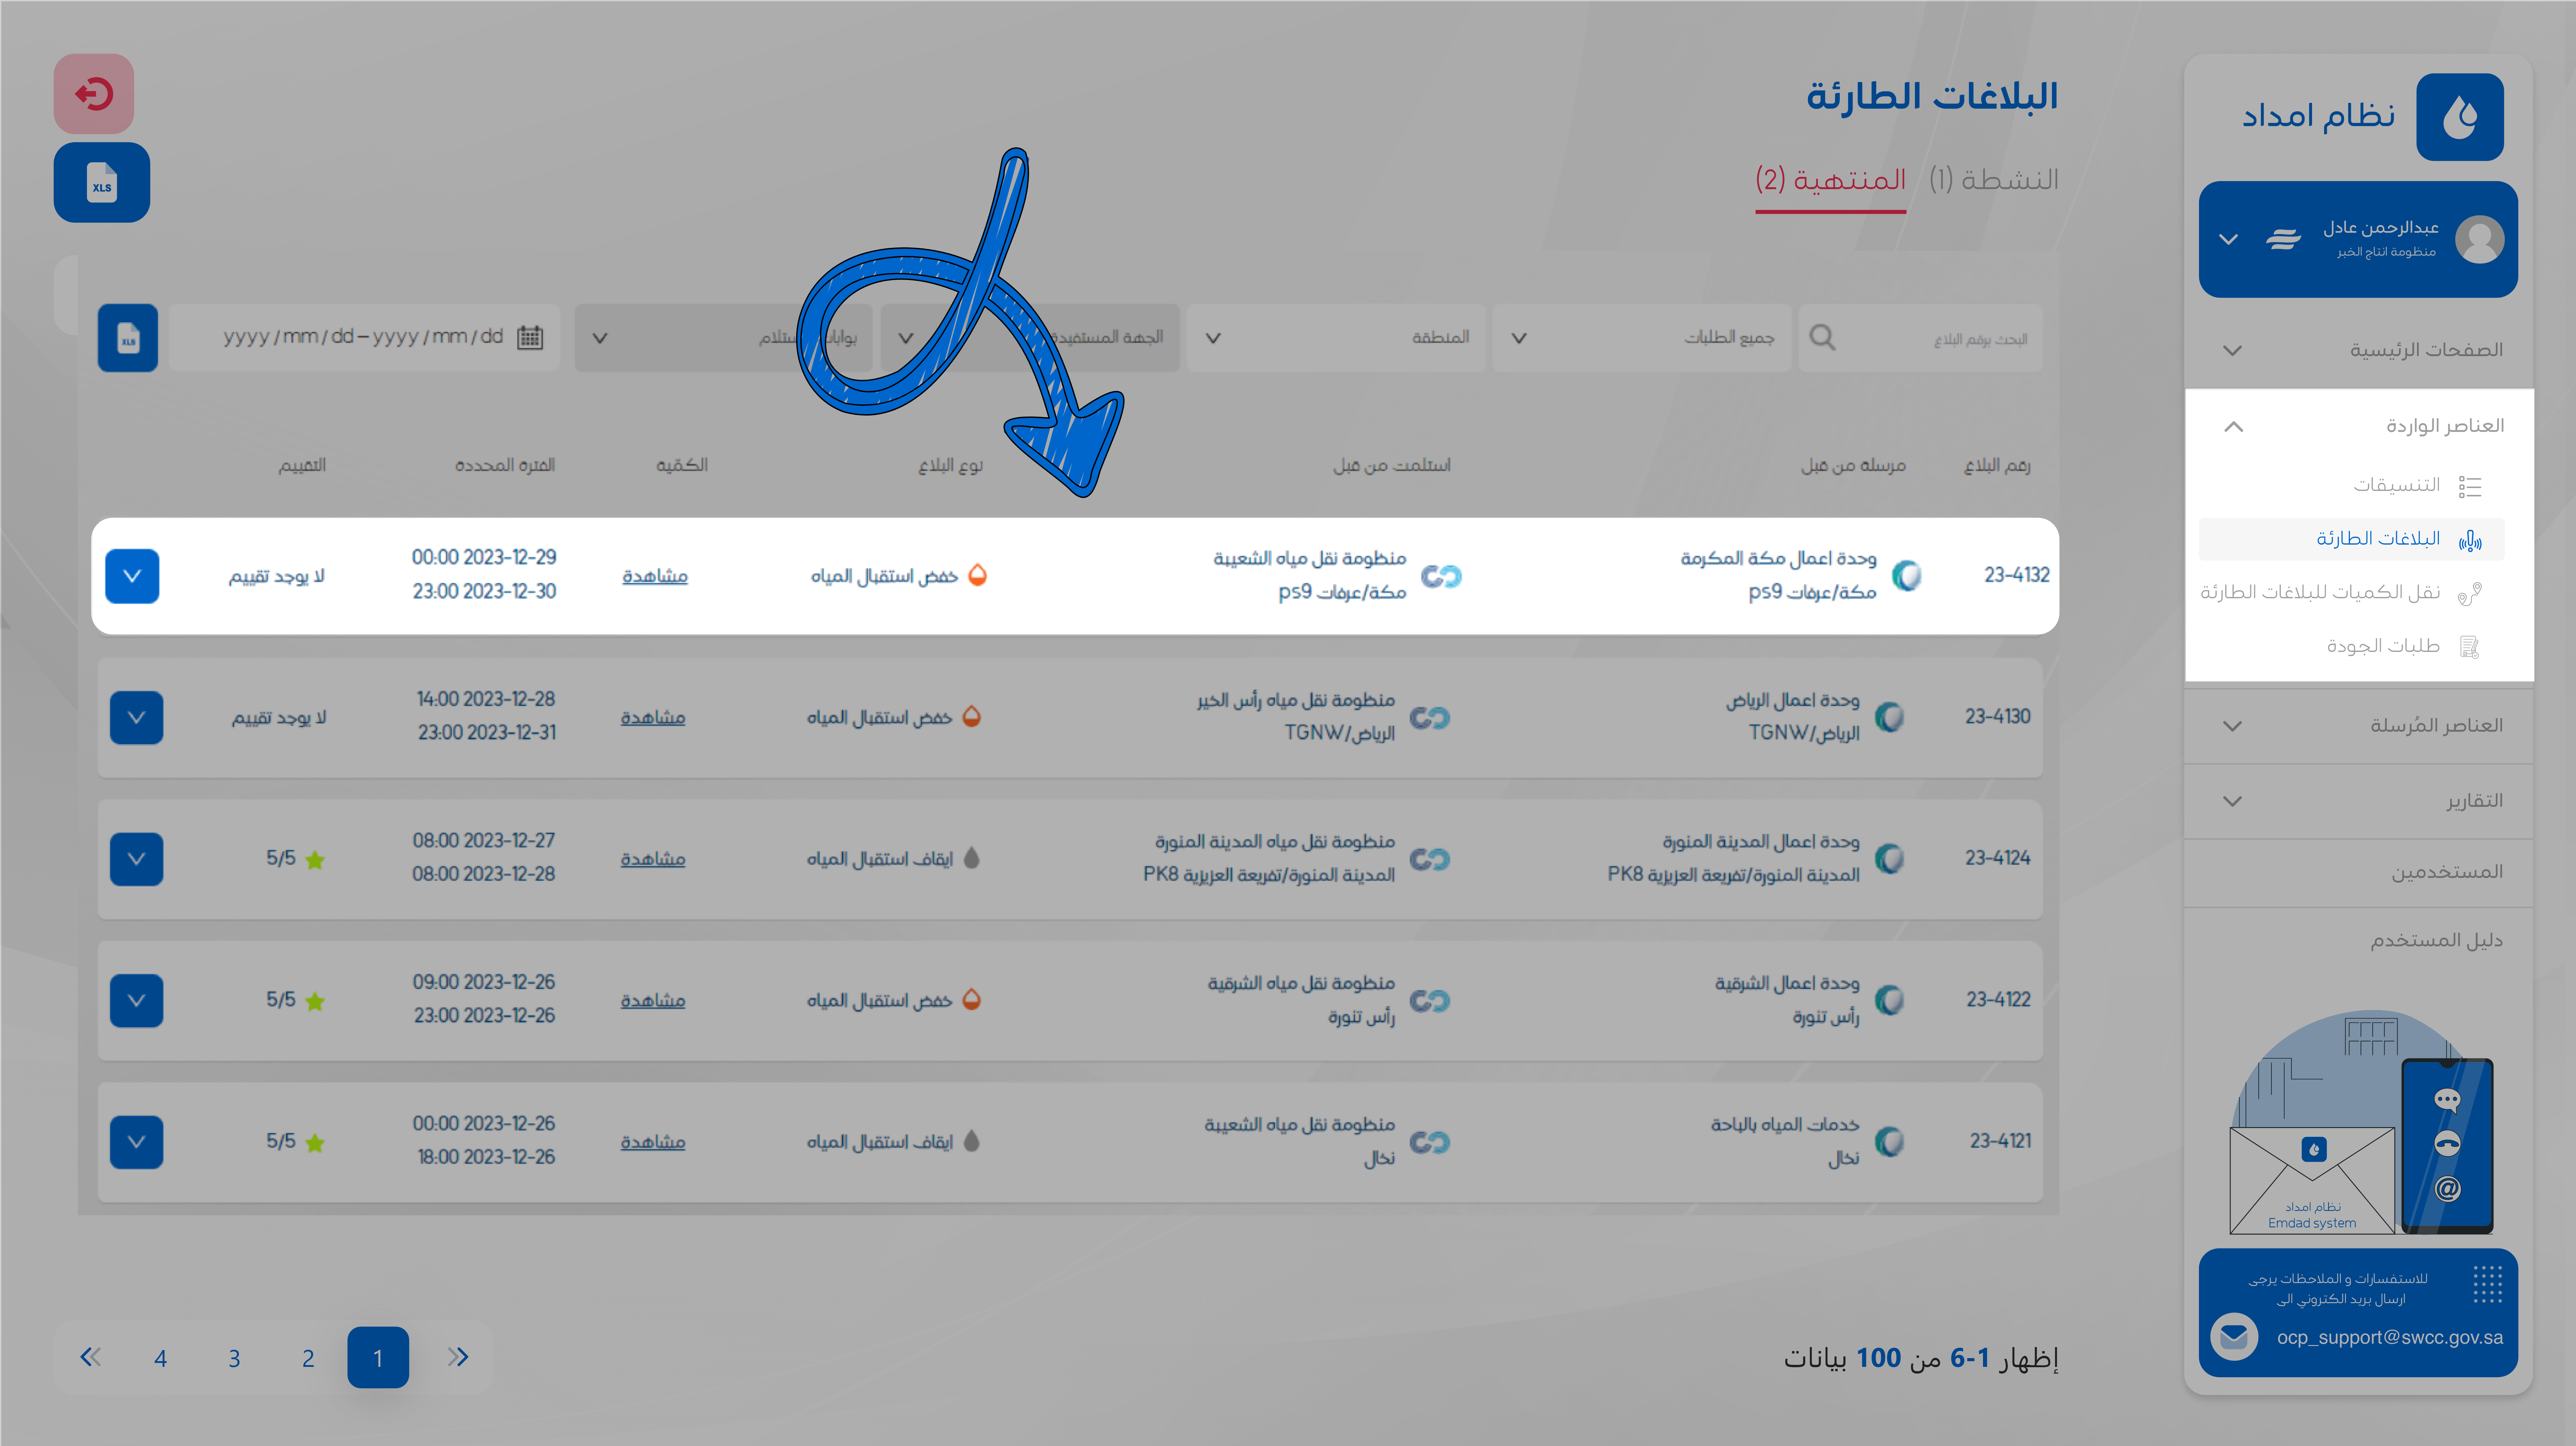 نظام امداد
عبدالرحمن عادل
منظومة انتاج الخبر
الصفحات الرئيسية
العناصر الواردة
التنسيقات
البلاغات الطارئة
نقل الكميات للبلاغات الطارئة
طلبات الجودة
العناصر المُرسلة
التقارير
المستخدمين
دليل المستخدم
نظام امداد
Emdad system
للاستفسارات و الملاحظات يرجى
ارسال بريد الكتروني الى
ocp_support@swcc.gov.sa
البلاغات الطارئة
النشطة (1) المنتهية (2)
XLS
البحث برقم البلاغ جميع الطلبات المنطقة الجهة المستفيدة yyyy/mm/dd – yyyy/mm/dd XLS
رقم البلاغ مرسلة من قبل استلمت من قبل نوع البلاغ الكمّية الفترة المحددة التقييم
23-4132 وحدة اعمال مكة المكرمة منظومة نقل مياه الشعيبة خفض استقبال المياه مشاهدة 2023-12-29 00:00 لا يوجد تقييم
مكة/عرفات ps9 مكة/عرفات ps9 2023-12-30 23:00
23-4130 وحدة اعمال الرياض منظومة نقل مياه رأس الخير خفض استقبال المياه مشاهدة 2023-12-28 14:00 لا يوجد تقييم
الرياض/TGNW الرياض/TGNW 2023-12-31 23:00
23-4124 وحدة اعمال المدينة المنورة منظومة نقل مياه المدينة المنورة ايقاف استقبال المياه مشاهدة 2023-12-27 08:00 5/5
المدينة المنورة/تفريعة العزيزية PK8 المدينة المنورة/تفريعة العزيزية PK8 2023-12-28 08:00
23-4122 وحدة اعمال الشرقية منظومة نقل مياه الشرقية خفض استقبال المياه مشاهدة 2023-12-26 09:00 5/5
رأس تنورة رأس تنورة 2023-12-26 23:00
23-4121 خدمات المياه بالباحة منظومة نقل مياه الشعيبة ايقاف استقبال المياه مشاهدة 2023-12-26 00:00 5/5
نخال نخال 2023-12-26 18:00
إظهار 1-6 من 100 بيانات
1 2 3 4